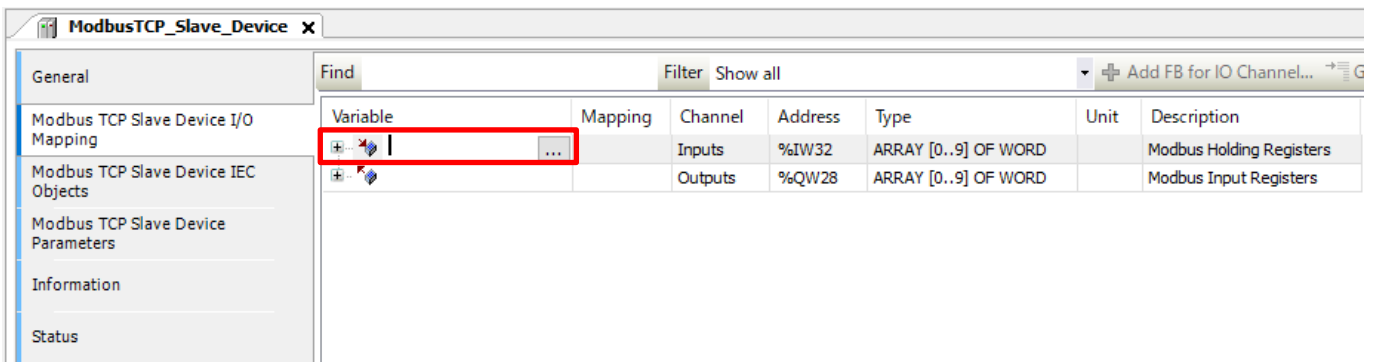 ModbusTCP_Slave_Device X
General
Modbus TCP Slave Device I/O
Mapping
Modbus TCP Slave Device IEC
Objects
Modbus TCP Slave Device
Parameters
Information
Status
Find Filter Show all Add FB for IO Channel... G
Variable Mapping Channel Address Type Unit Description
... Inputs %IW32 ARRAY [0..9] OF WORD Modbus Holding Registers
Outputs %QW28 ARRAY [0..9] OF WORD Modbus Input Registers